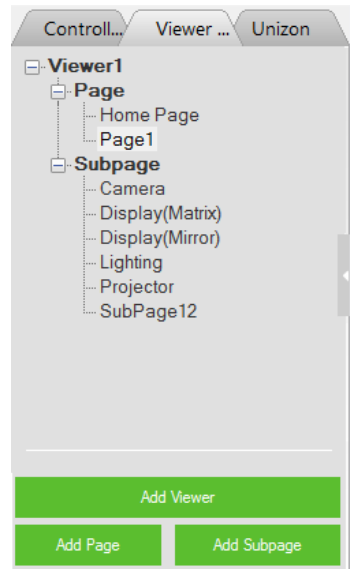 Controll... Viewer ... Unizon
Viewer1
Page
Home Page
Page1
Subpage
Camera
Display(Matrix)
Display(Mirror)
Lighting
Projector
SubPage12
Add Viewer
Add Page Add Subpage